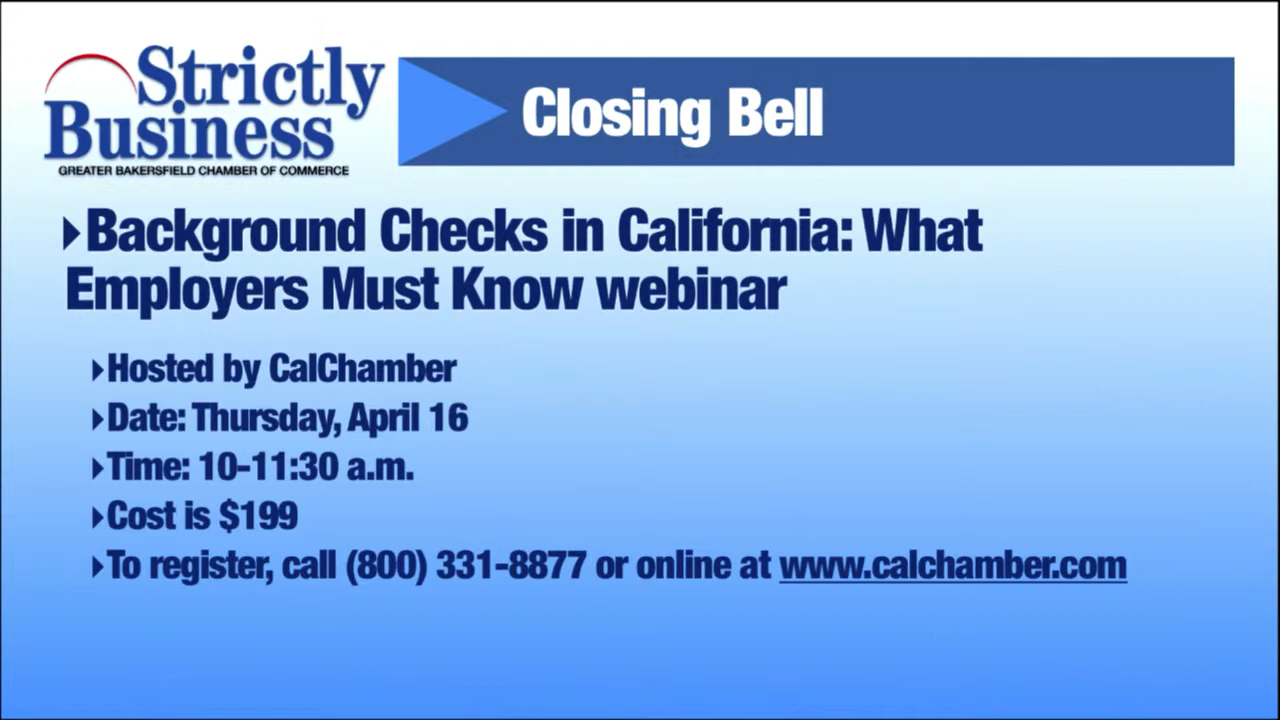 Strictly
Business
GREATER BAKERSFIELD CHAMBER OF COMMERCE
Closing Bell
Background Checks in California: What
Employers Must Know webinar
Hosted by CalChamber
Date: Thursday, April 16
Time: 10-11:30 a.m.
Cost is $199
To register, call (800) 331-8877 or online at www.calchamber.com